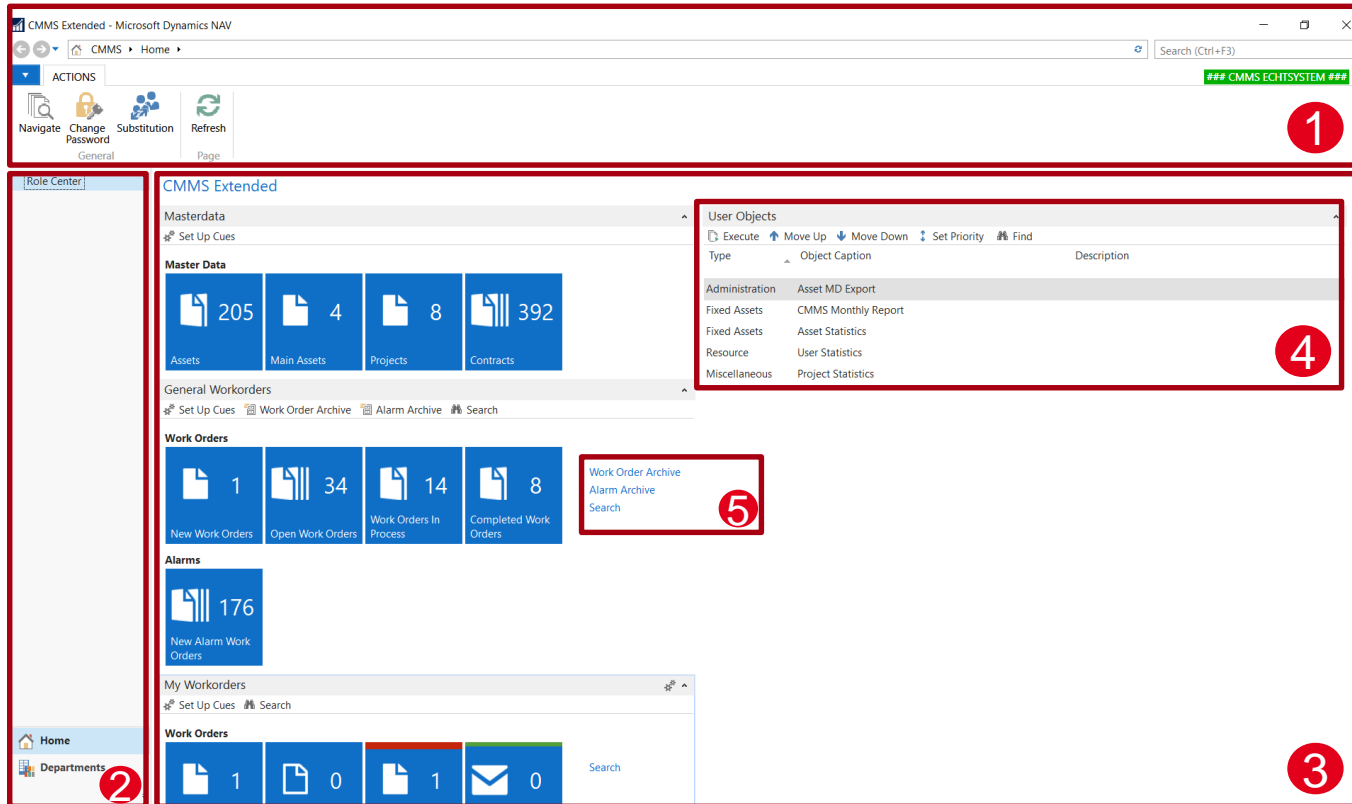 CMMS Extended - Microsoft Dynamics NAV
CMMS Home
Search (Ctrl+F3)
ACTIONS
### CMMS ECHTSYSTEM ###
Navigate Change Password Substitution Refresh
General Page
1
Role Center
CMMS Extended
Masterdata
Set Up Cues
Master Data
205 4 8 392
Assets Main Assets Projects Contracts
User Objects
Execute Move Up Move Down Set Priority Find
Type Object Caption Description
Administration Asset MD Export
Fixed Assets CMMS Monthly Report
Fixed Assets Asset Statistics
Resource User Statistics
Miscellaneous Project Statistics
4
General Workorders
Set Up Cues Work Order Archive Alarm Archive Search
Work Orders
1 34 14 8
New Work Orders Open Work Orders Work Orders In Process Completed Work Orders
Work Order Archive
Alarm Archive
Search
5
Alarms
176
New Alarm Work
Orders
My Workorders
Set Up Cues Search
Work Orders
1 0 1 0
Search
Home
Departments
2
3